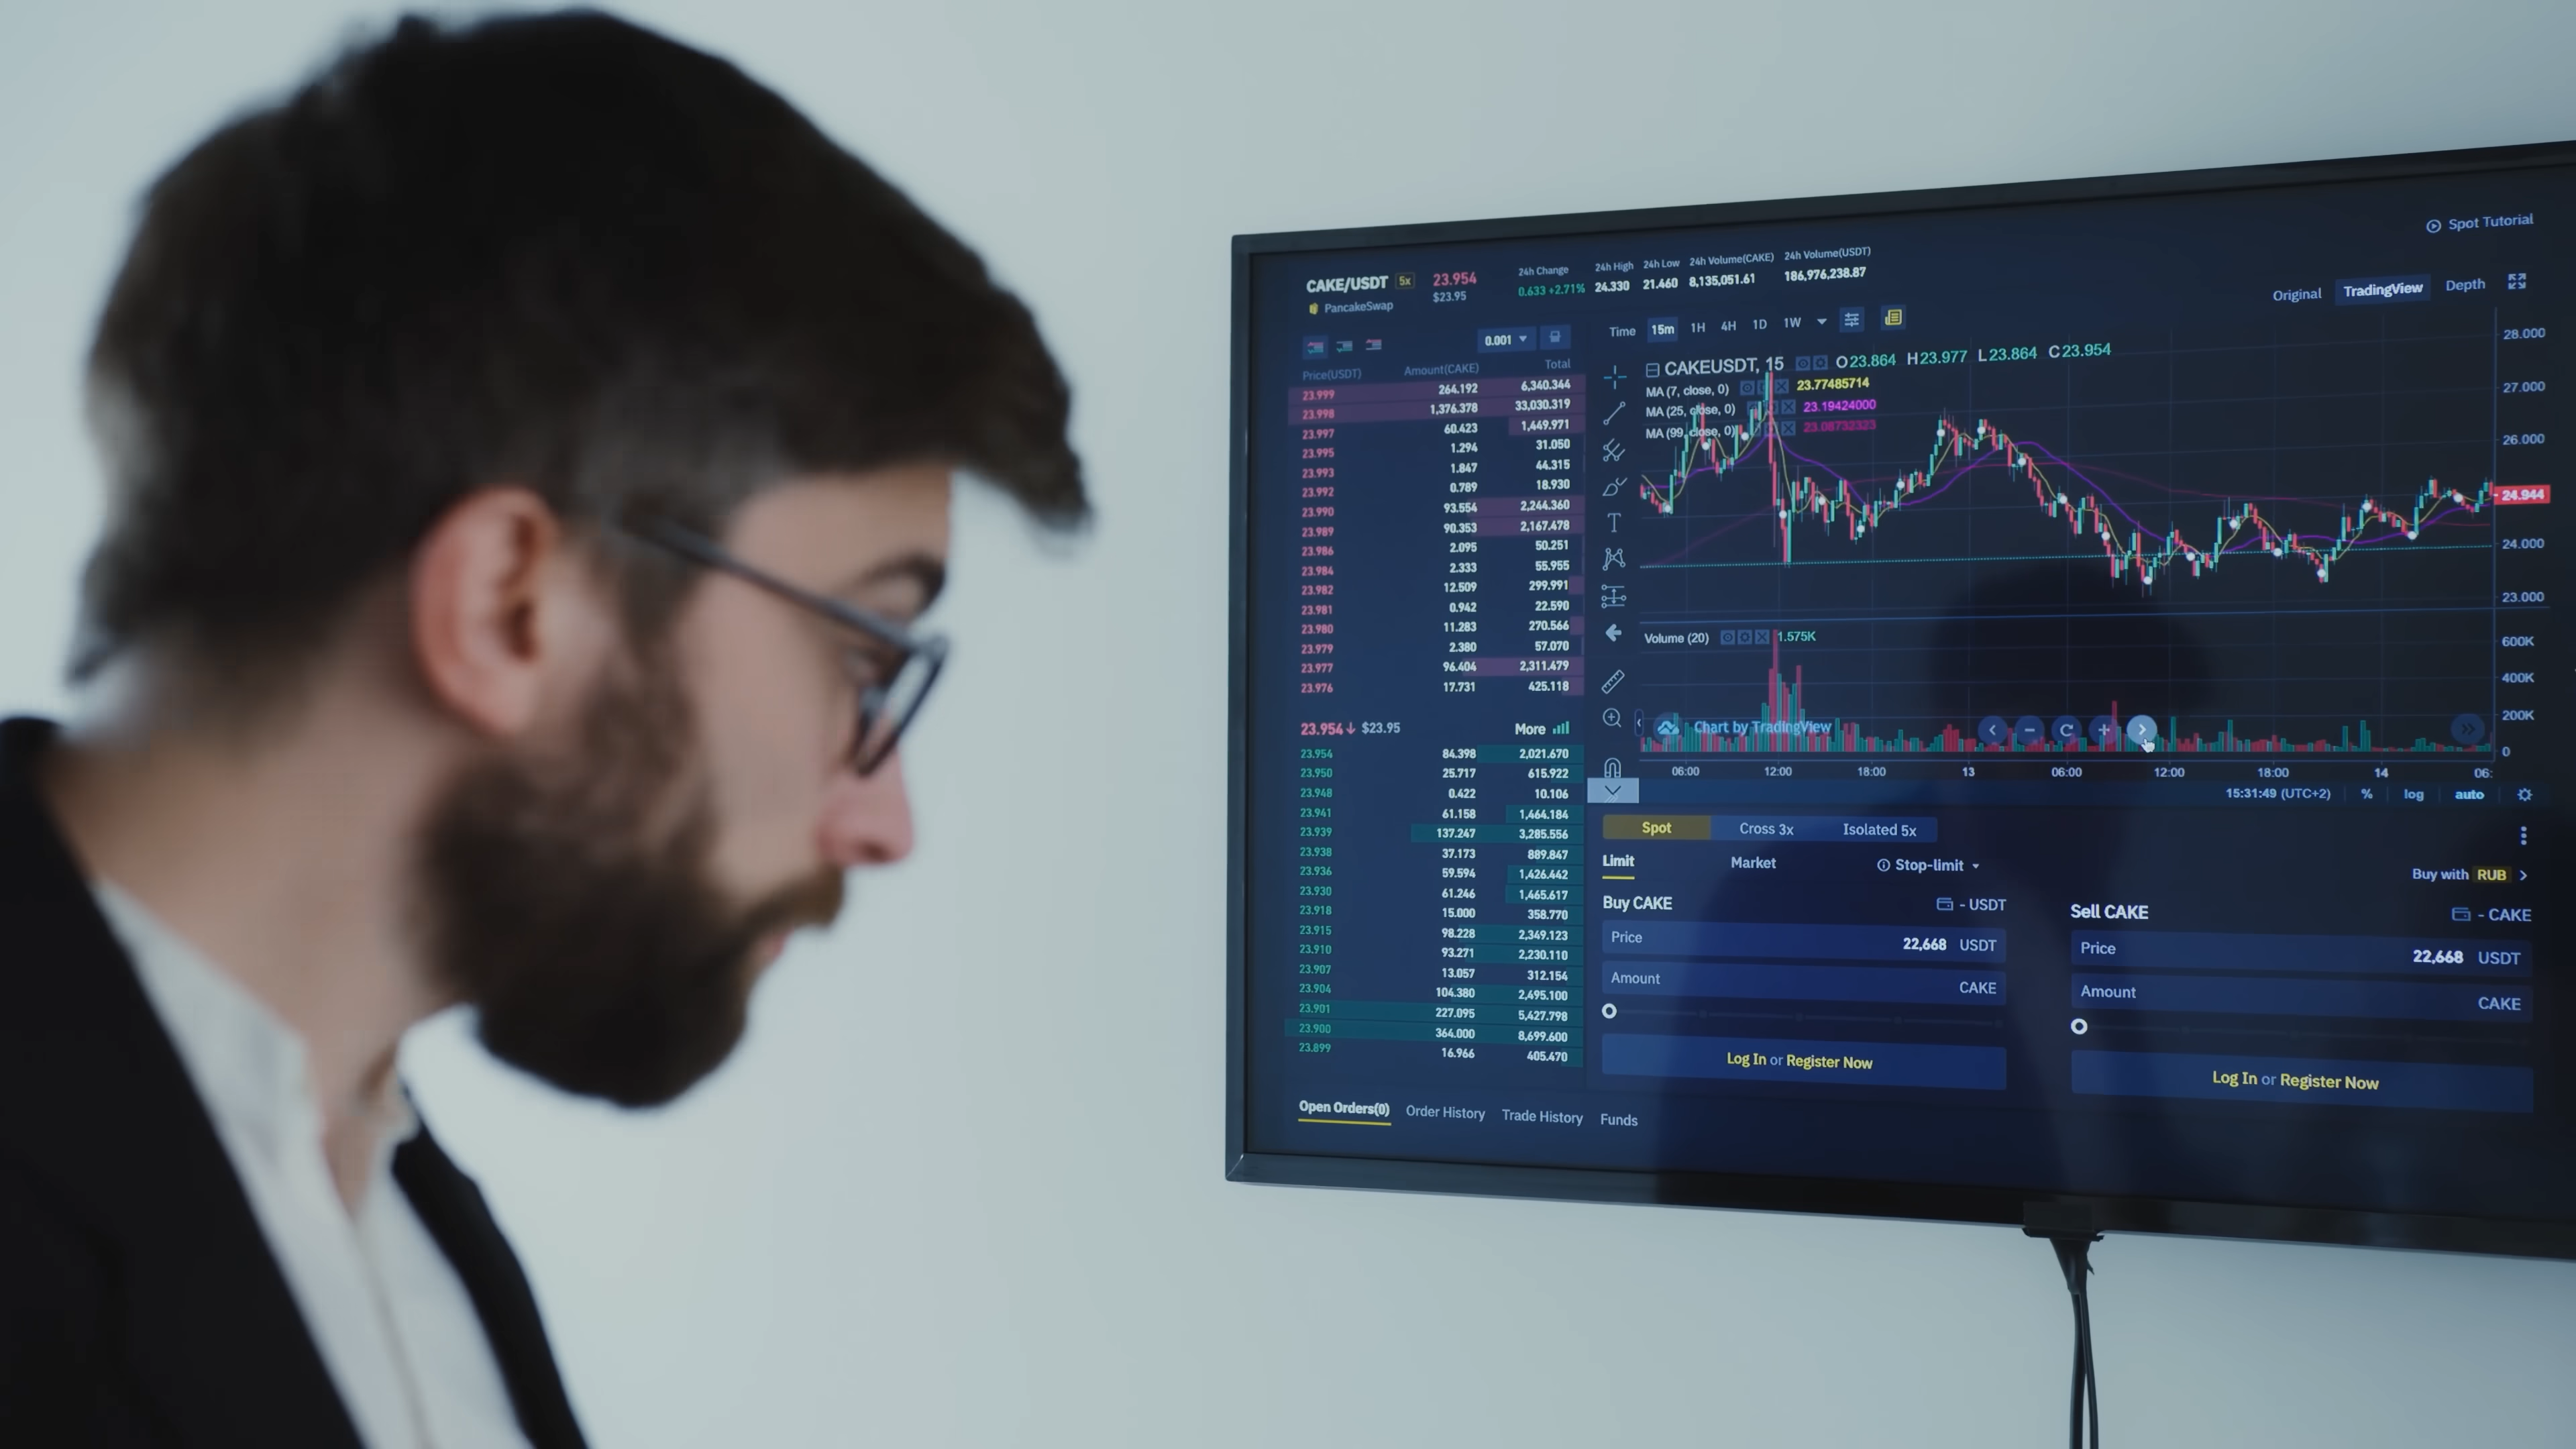 Spot Tutorial
CAKE/USDT 5x 23.954 24h Change 24h High 24h Low 24h Volume(CAKE) 24h Volume(USDT)
PancakeSwap $23.95 0.633 +2.71% 24.330 21.460 8,135,051.61 186,976,238.87
Original TradingView Depth
0.001
Price(USDT) Amount(CAKE) Total
23.999 264.192 6,340.344
23.998 1,376.378 33,030.319
23.997 60.423 1,449.971
23.995 1.294 31.050
23.993 1.847 44.315
23.992 0.789 18.930
23.990 93.554 2,244.360
23.989 90.353 2,167.478
23.986 2.095 50.251
23.984 2.333 55.955
23.982 12.509 299.991
23.981 0.942 22.590
23.980 11.283 270.566
23.979 2.380 57.070
23.977 96.404 2,311.479
23.976 17.731 425.118
23.954↓ $23.95 More
23.954 84.398 2,021.670
23.950 25.717 615.922
23.948 0.422 10.106
23.941 61.158 1,464.184
23.939 137.247 3,285.556
23.938 37.173 889.847
23.936 59.594 1,426.442
23.930 61.246 1,465.617
23.918 15.000 358.770
23.915 98.228 2,349.123
23.910 93.271 2,230.110
23.907 13.057 312.154
23.904 104.380 2,495.100
23.901 227.095 5,427.798
23.900 364.000 8,699.600
23.899 16.966 405.470
Time 15m 1H 4H 1D 1W
CAKEUSDT, 15 O23.864 H23.977 L23.864 C23.954
MA (7, close, 0) 23.77485714
MA (25, close, 0) 23.19424000
MA (99, close, 0) 23.08732323
28.000
27.000
26.000
24.944
24.000
23.000
Volume (20) 1.575K
600K
400K
200K
0
Chart by TradingView
06:00 12:00 18:00 13 06:00 12:00 18:00 14 06:
15:31:49 (UTC+2) % log auto
Spot Cross 3x Isolated 5x
Limit Market Stop-limit
Buy with RUB
Buy CAKE - USDT
Price 22,668 USDT
Amount CAKE
Log In or Register Now
Sell CAKE - CAKE
Price 22,668 USDT
Amount CAKE
Log In or Register Now
Open Orders(0) Order History Trade History Funds